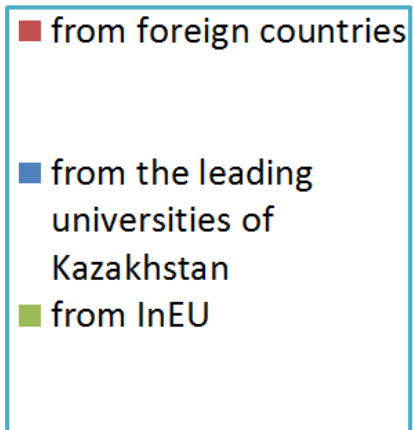 from foreign countries
from the leading
universities of
Kazakhstan
from InEU